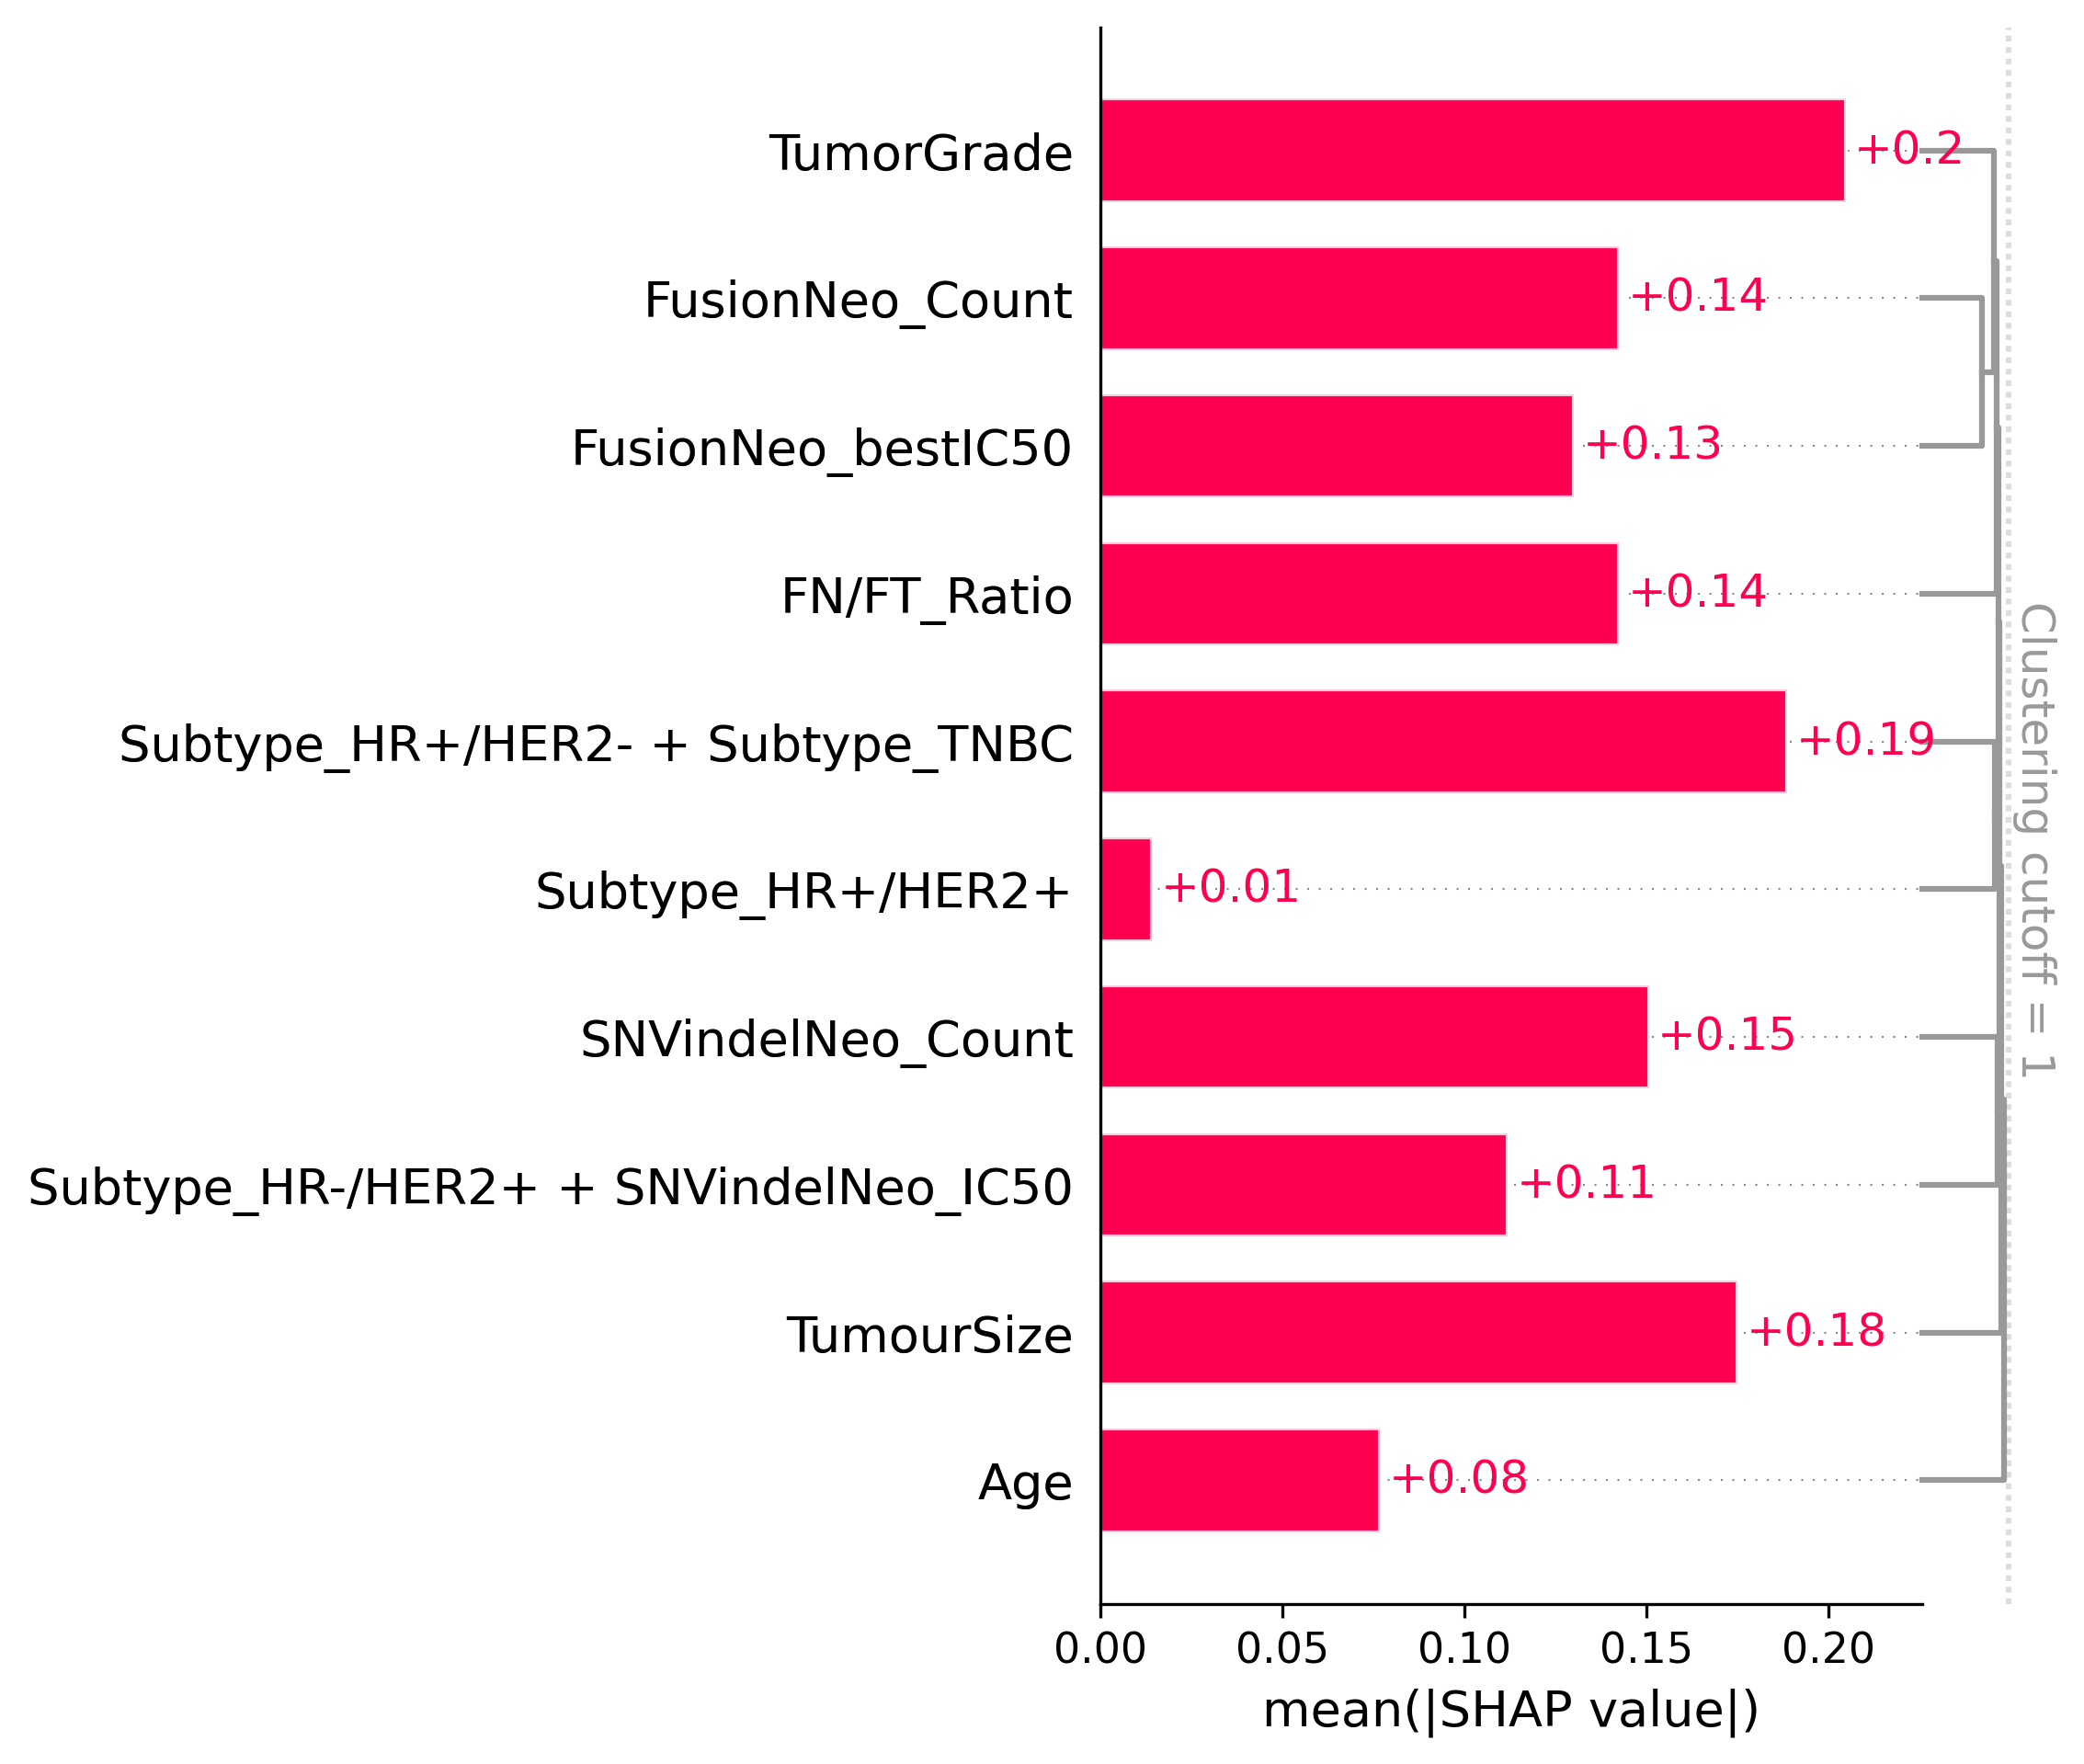 TumorGrade +0.2
FusionNeo_Count +0.14
FusionNeo_bestIC50 +0.13
FN/FT_Ratio +0.14
Subtype_HR+/HER2- + Subtype_TNBC +0.19
Subtype_HR+/HER2+ +0.01
SNVindelNeo_Count +0.15
Subtype_HR-/HER2+ + SNVindelNeo_IC50 +0.11
TumourSize +0.18
Age +0.08
Clustering cutoff = 1
0.00 0.05 0.10 0.15 0.20
mean(|SHAP value|)